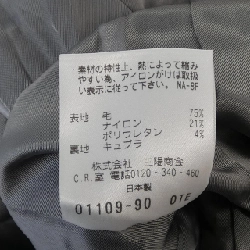 素材の特性上、熱によって縮み
やすい為、アイロンがけは取扱
い表示に従って下さい。NA-BF
表地 毛 75%
ナイロン 21%
ポリウレタン 4%
裏地 キュプラ
株式会社 三陽商会
C.R.室 電話0120-340-460
日本製
01109-90 01E